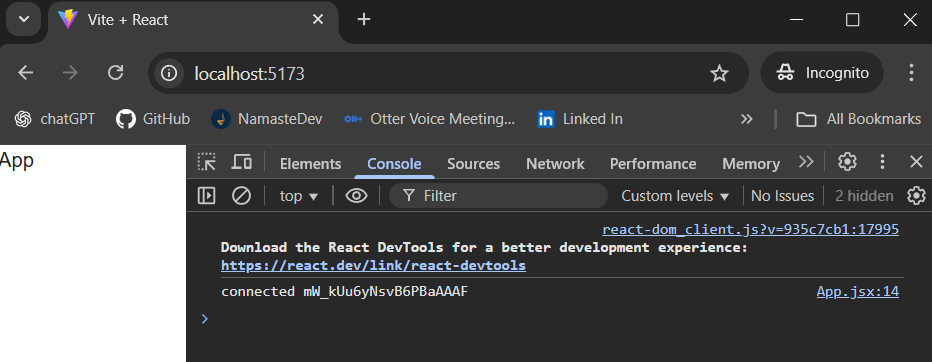 Vite + React
localhost:5173
Incognito
chatGPT GitHub NamasteDev Otter Voice Meeting... Linked In » All Bookmarks
App
Elements Console Sources Network Performance Memory »
top ▼ Filter Custom levels ▼ No Issues 2 hidden
react-dom_client.js?v=935c7cb1:17995
Download the React DevTools for a better development experience:
https://react.dev/link/react-devtools
connected mW_kUu6yNsvB6PBaAAAF App.jsx:14